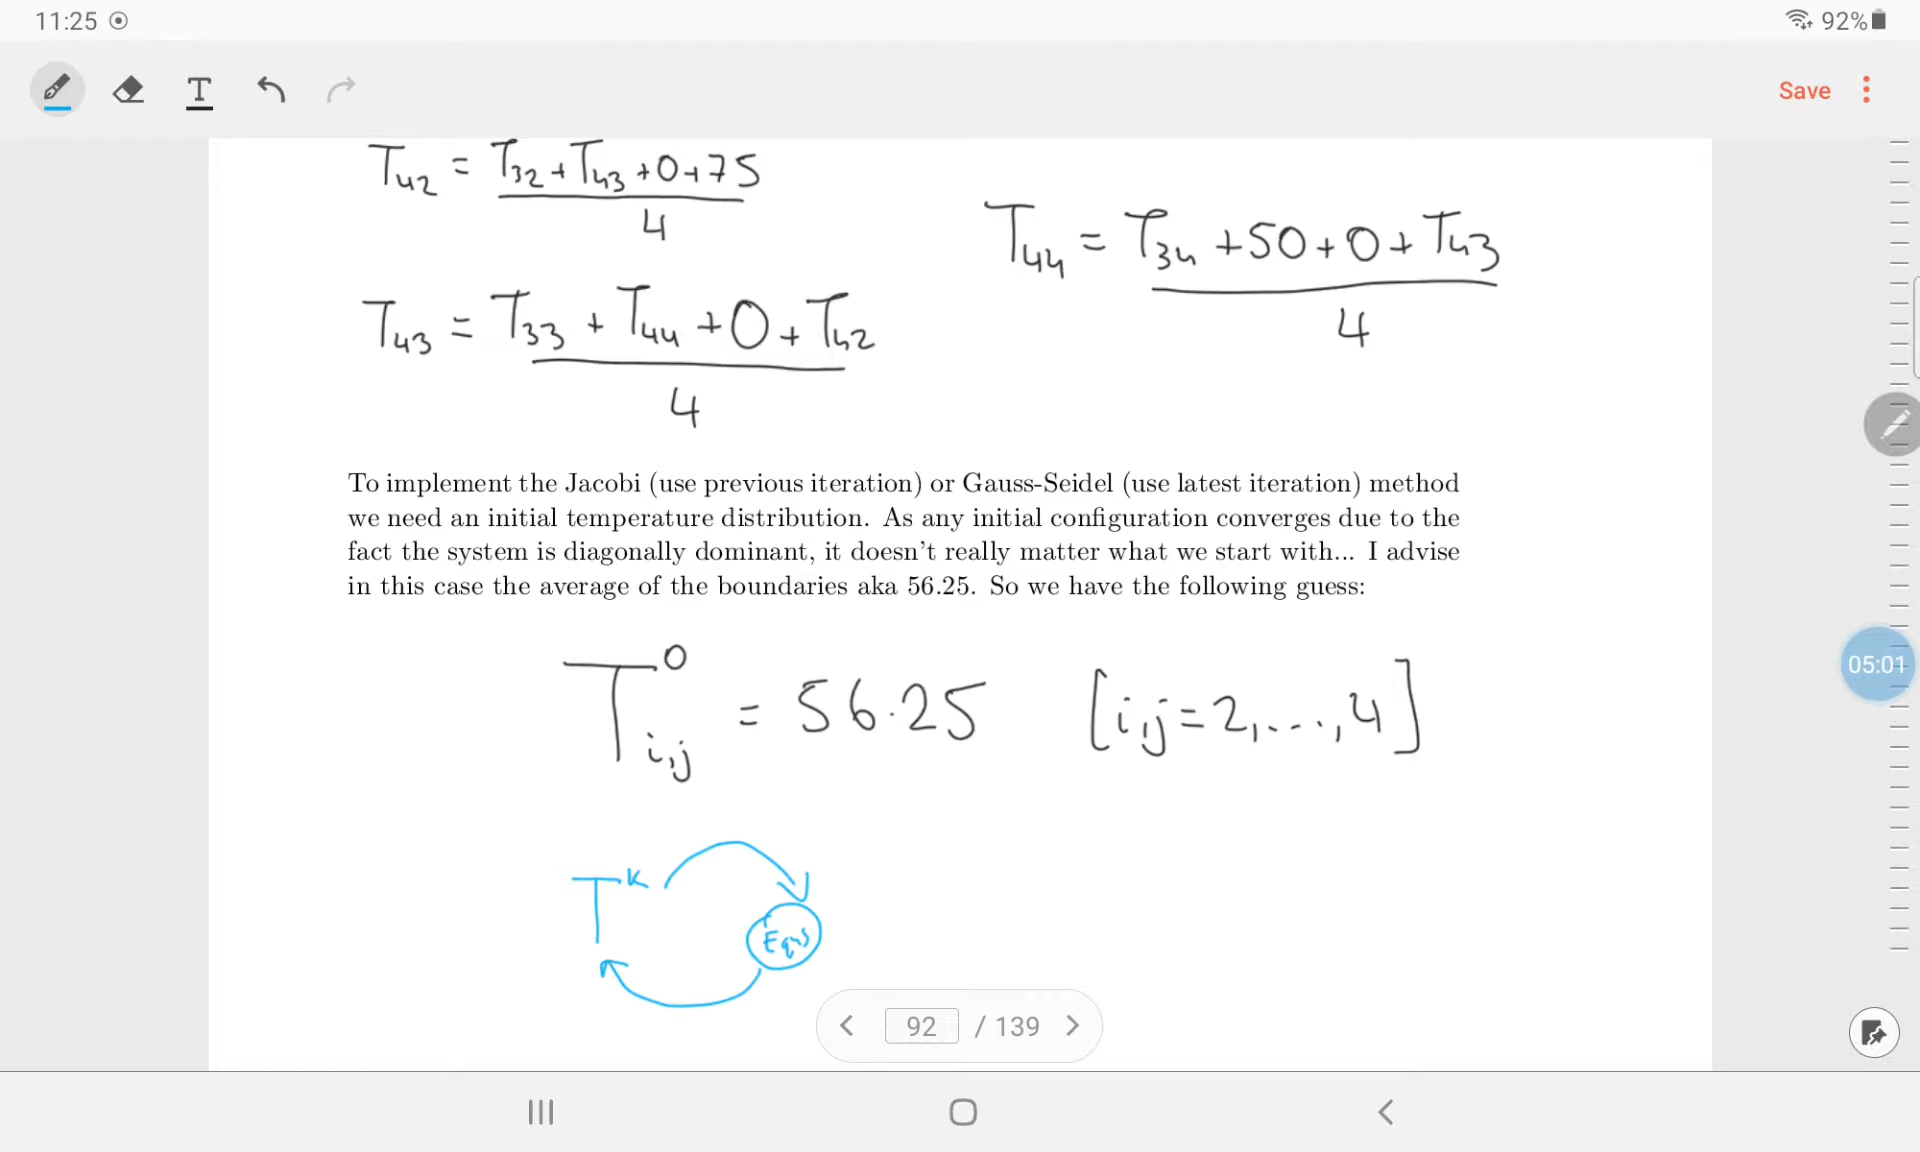 11:25
92%
T
Save
T42 = T32 + T43 + 0 + 75
4
T44 = T34 + 50 + 0 + T43
4
T43 = T33 + T44 + 0 + T42
4
To implement the Jacobi (use previous iteration) or Gauss-Seidel (use latest iteration) method
we need an initial temperature distribution. As any initial configuration converges due to the
fact the system is diagonally dominant, it doesn't really matter what we start with... I advise
in this case the average of the boundaries aka 56.25. So we have the following guess:
05:01
T⁰i,j = 56.25 [i,j=2,...,4]
Tᴷ
Eqns
92 / 139